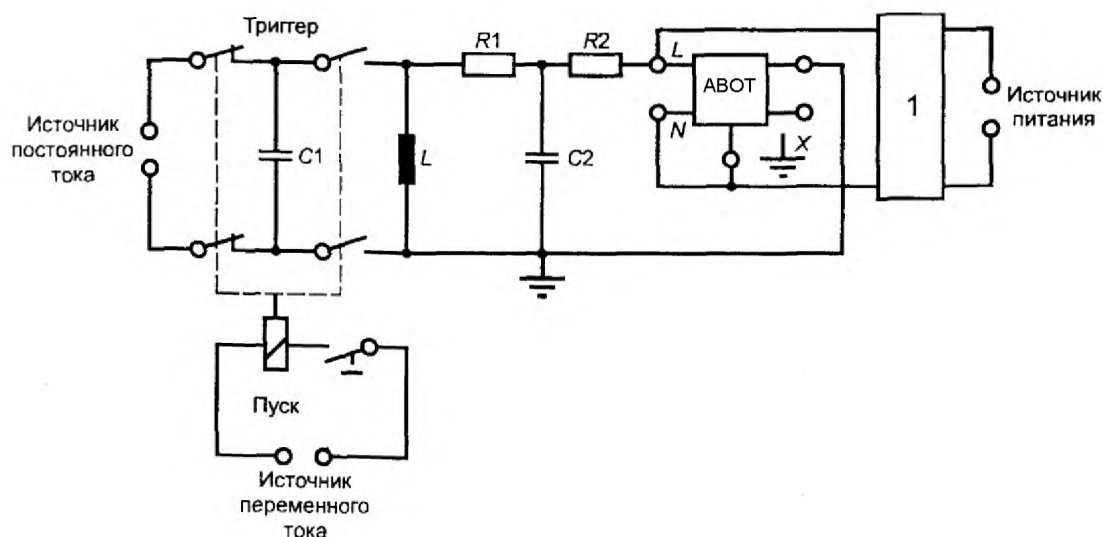 Триггер
R1
R2
L
АВОТ
1
Источник
питания
Источник
постоянного
тока
C1
L
C2
N
X
Пуск
Источник
переменного
тока